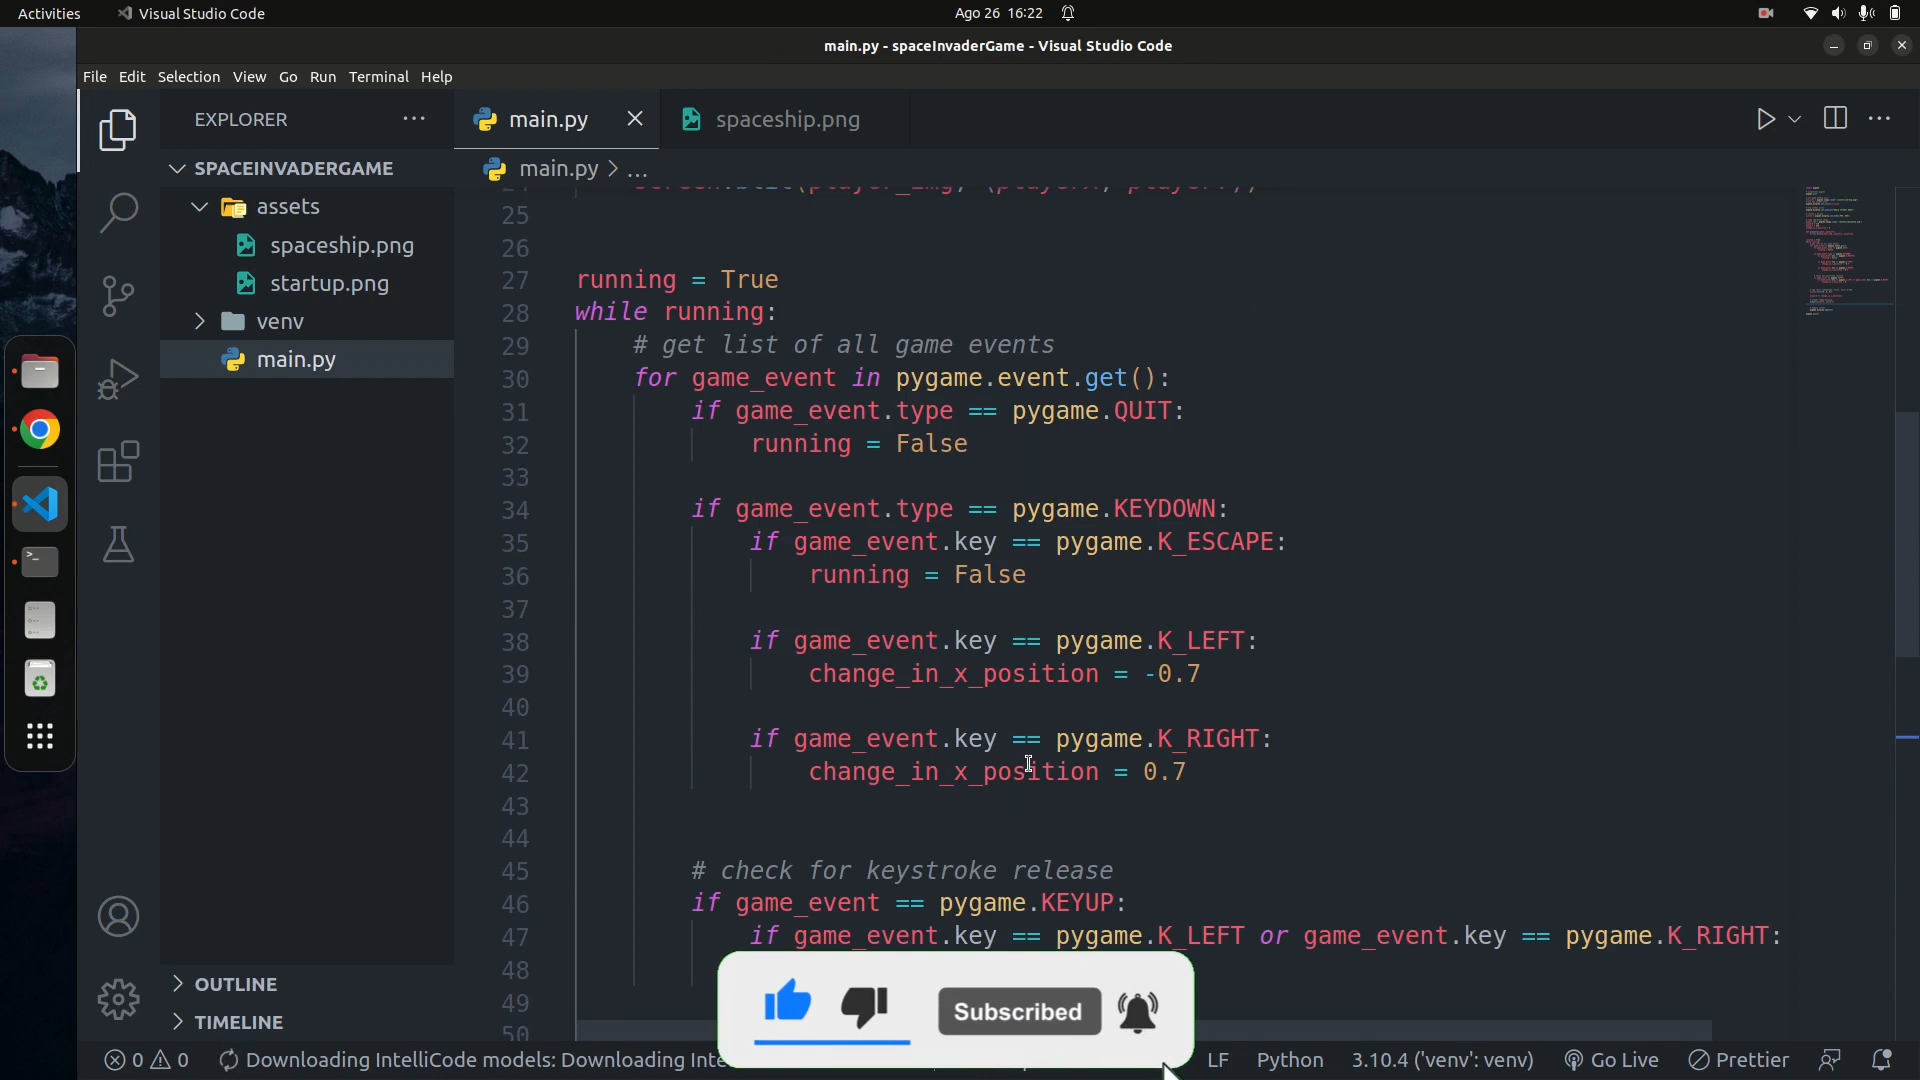 Activities
Visual Studio Code
Ago 26 16:22
main.py - spaceInvaderGame - Visual Studio Code
File Edit Selection View Go Run Terminal Help
EXPLORER
main.py
spaceship.png
SPACEINVADERGAME
main.py > ...
assets
spaceship.png
startup.png
venv
main.py
OUTLINE
TIMELINE
25
26
27 running = True
28 while running:
29 # get list of all game events
30 for game_event in pygame.event.get():
31 if game_event.type == pygame.QUIT:
32 running = False
33
34 if game_event.type == pygame.KEYDOWN:
35 if game_event.key == pygame.K_ESCAPE:
36 running = False
37
38 if game_event.key == pygame.K_LEFT:
39 change_in_x_position = -0.7
40
41 if game_event.key == pygame.K_RIGHT:
42 change_in_x_position = 0.7
43
44
45 # check for keystroke release
46 if game_event == pygame.KEYUP:
47 if game_event.key == pygame.K_LEFT or game_event.key == pygame.K_RIGHT:
48
49
50
Subscribed
0 0 Downloading IntelliCode models: Downloading
LF Python 3.10.4 ('venv': venv) Go Live Prettier